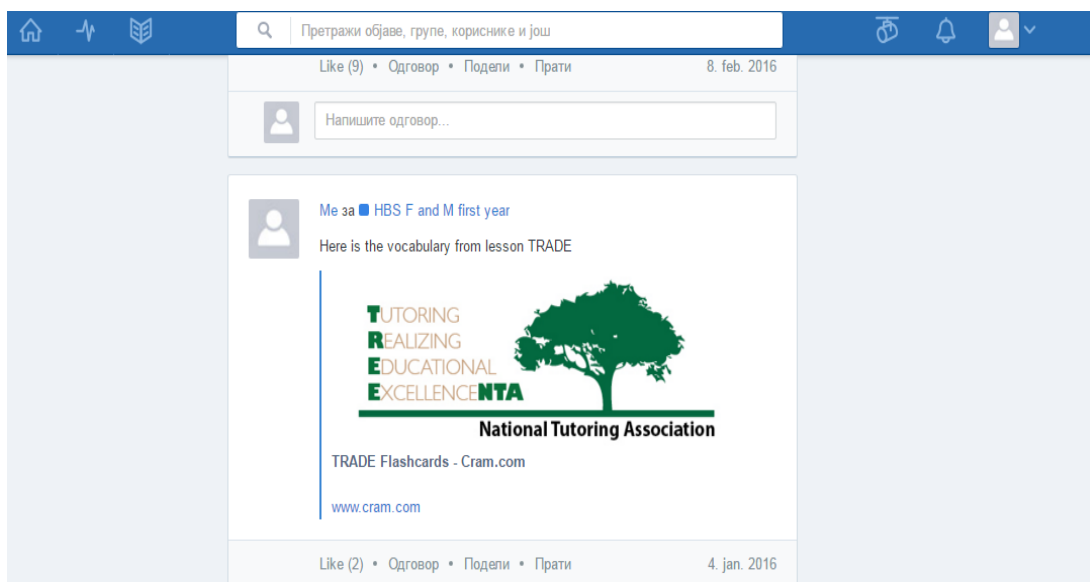 Претражи објаве, групе, кориснике и још
Like (9) • Одговор • Подели • Прати 8. feb. 2016
Напишите одговор...
Me за HBS F and M first year
Here is the vocabulary from lesson TRADE
TUTORING
REALIZING
EDUCATIONAL
EXCELLENCENTA
National Tutoring Association
TRADE Flashcards - Cram.com
www.cram.com
Like (2) • Одговор • Подели • Прати 4. jan. 2016